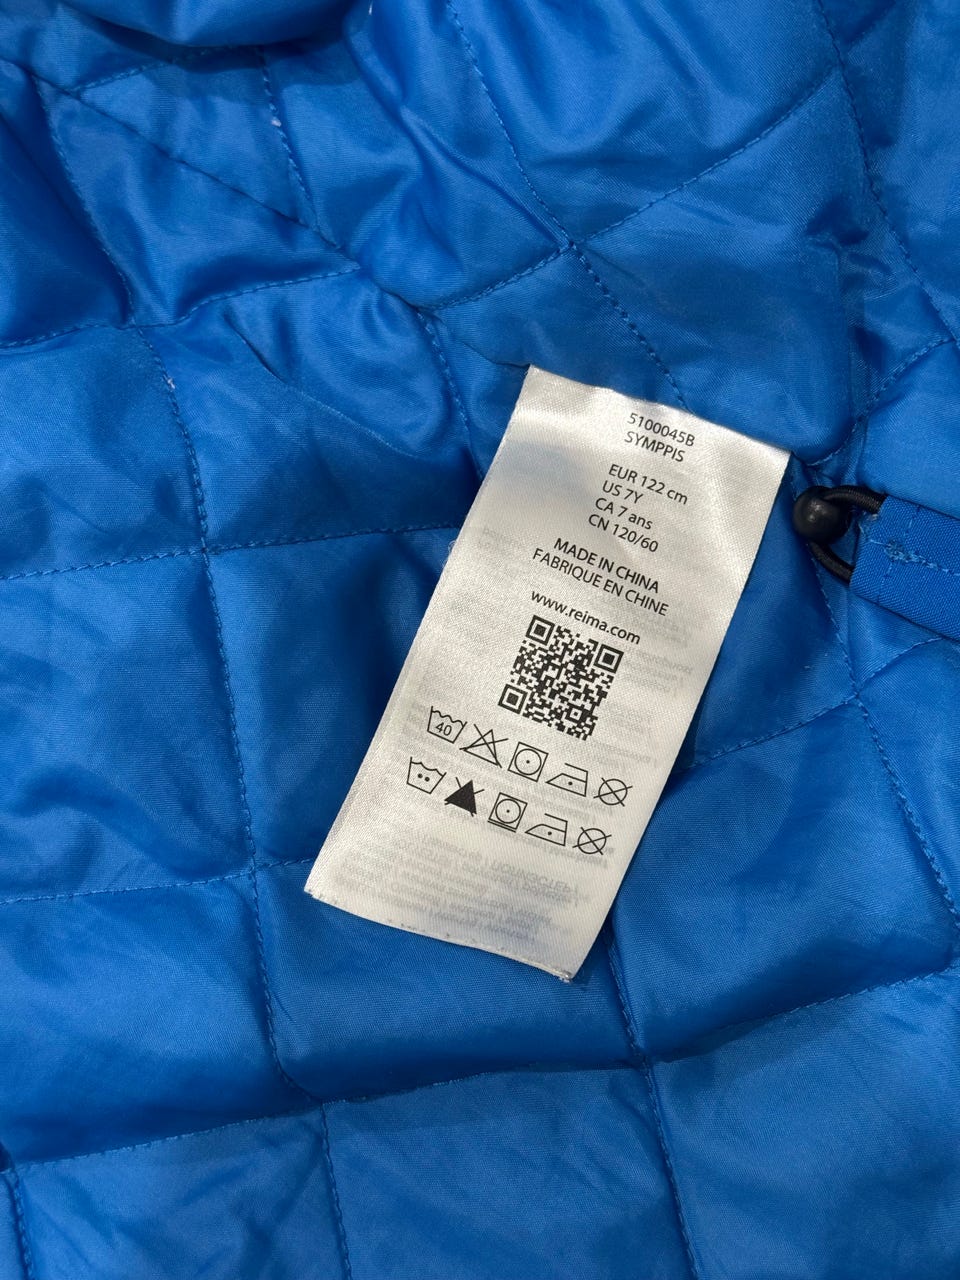 5100045B
SYMPPIS
EUR 122 cm
US 7Y
CA 7 ans
CN 120/60
MADE IN CHINA
FABRIQUE EN CHINE
www.reima.com
40